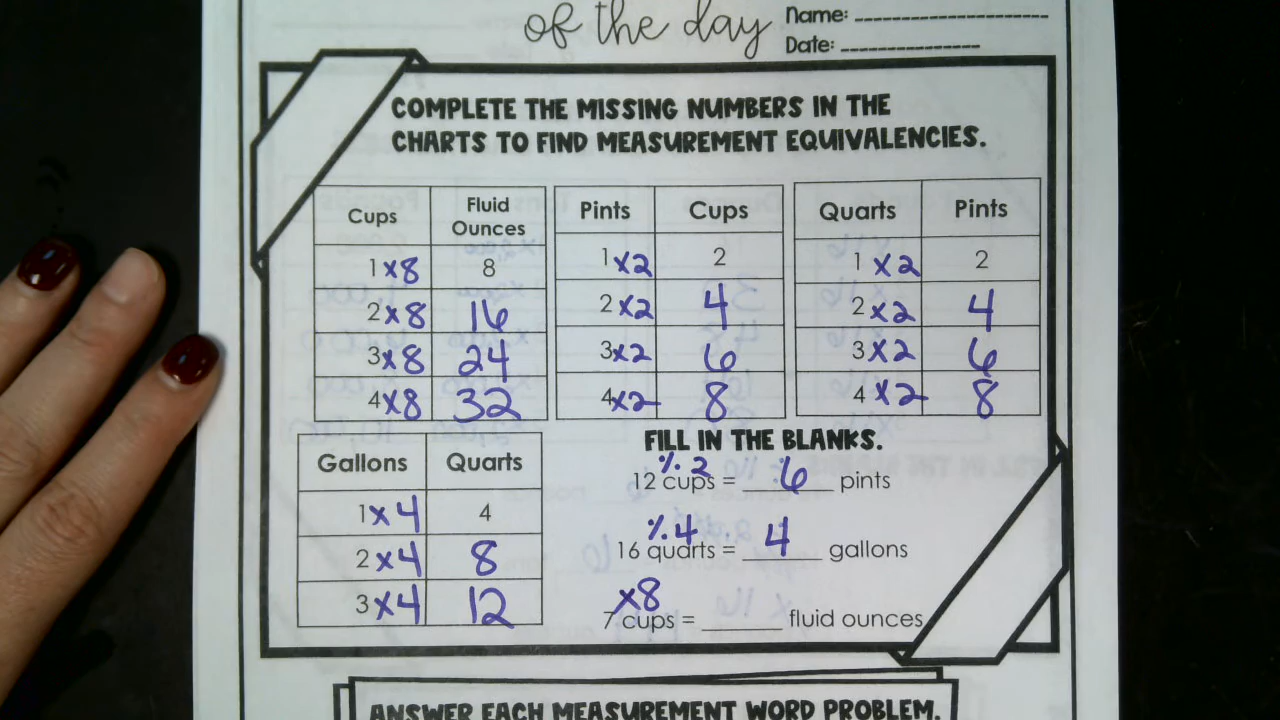 of the day
Name:
Date:
COMPLETE THE MISSING NUMBERS IN THE
CHARTS TO FIND MEASUREMENT EQUIVALENCIES.
Cups Fluid Ounces
1 x8 8
2 x8 16
3 x8 24
4 x8 32
Pints Cups
1 x2 2
2 x2 4
3 x2 6
4 x2 8
Quarts Pints
1 x2 2
2 x2 4
3 x2 6
4 x2 8
Gallons Quarts
1 x4 4
2 x4 8
3 x4 12
FILL IN THE BLANKS.
÷2
12 cups = 6 pints
÷4
16 quarts = 4 gallons
x8
7 cups = ______ fluid ounces
ANSWER EACH MEASUREMENT WORD PROBLEM.